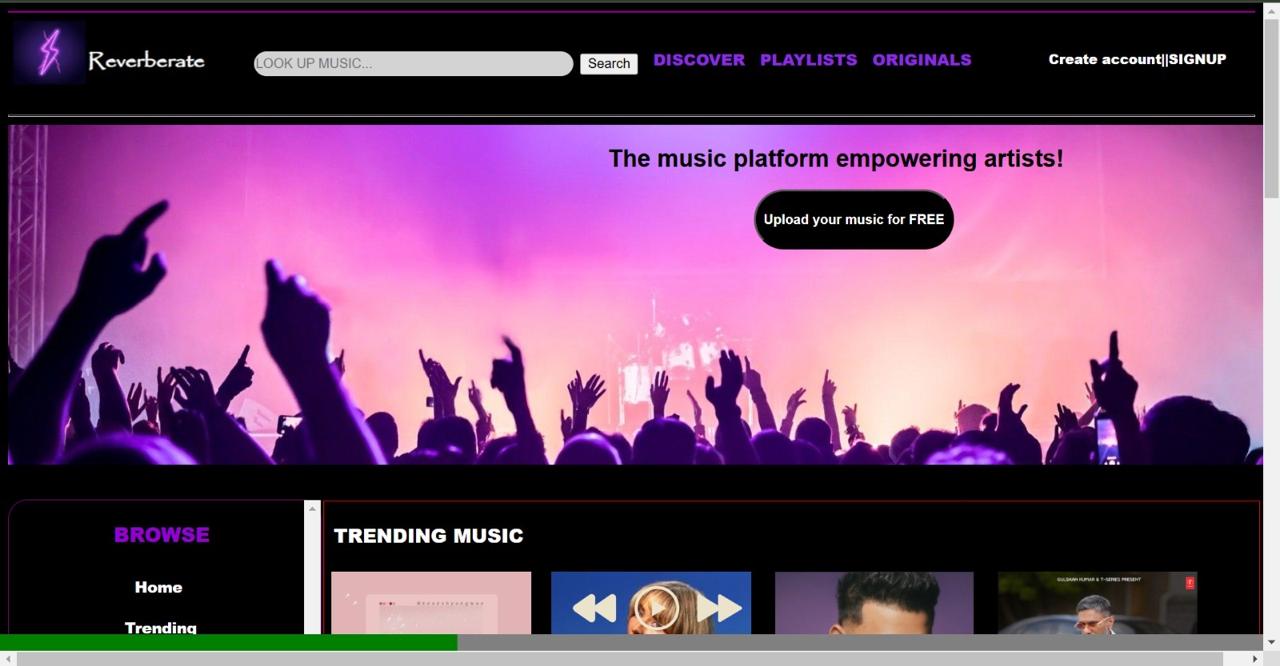 Reverberate
LOOK UP MUSIC...
Search
DISCOVER PLAYLISTS ORIGINALS
Create account||SIGNUP
The music platform empowering artists!
Upload your music for FREE
BROWSE
Home
Trending
TRENDING MUSIC
GULSHAN KUMAR & T-SERIES PRESENT